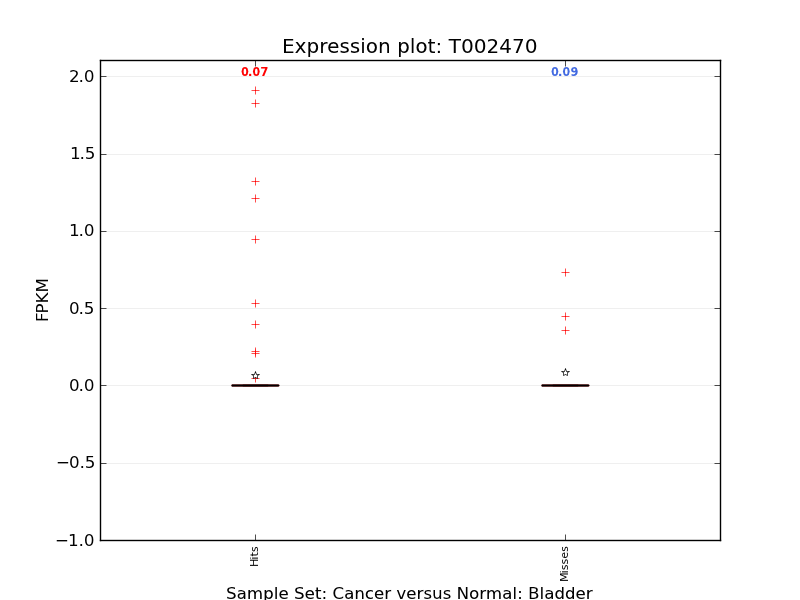 Expression plot: T002470
0.07
0.09
2.0
1.5
1.0
0.5
0.0
−0.5
−1.0
FPKM
Hits
Misses
Sample Set: Cancer versus Normal: Bladder